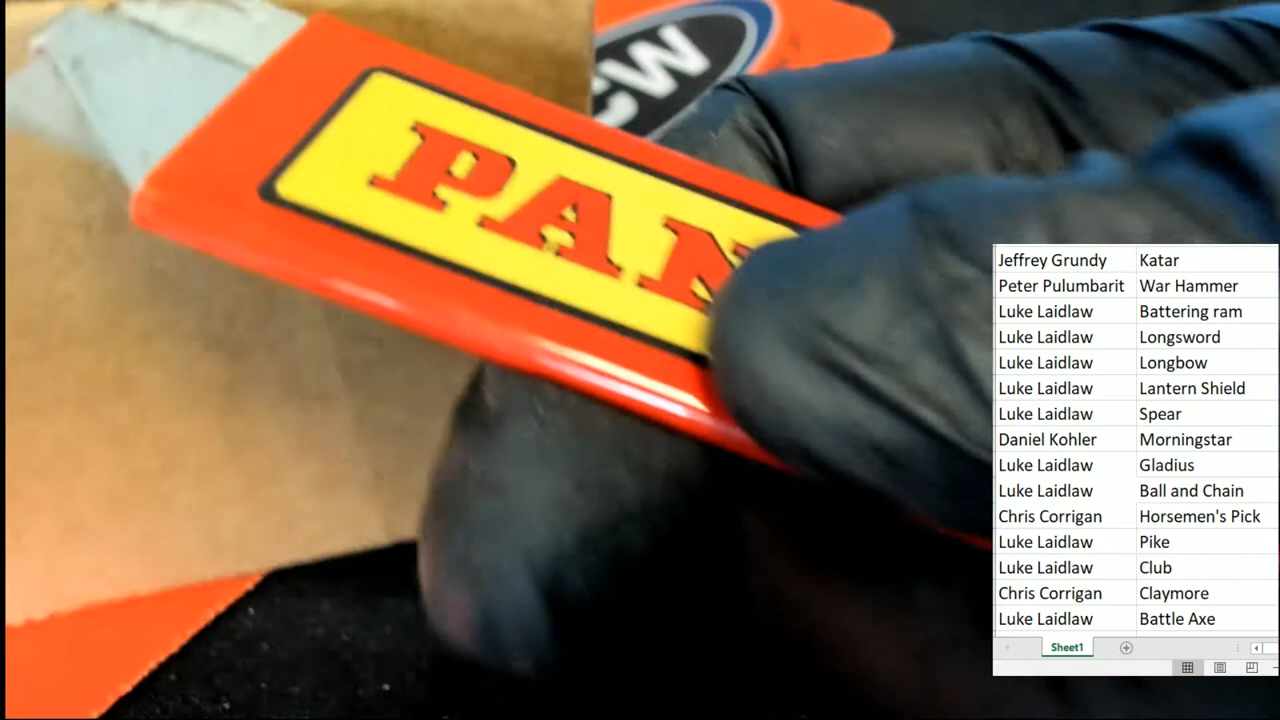 CW
PAN
Jeffrey Grundy Katar
Peter Pulumbarit War Hammer
Luke Laidlaw Battering ram
Luke Laidlaw Longsword
Luke Laidlaw Longbow
Luke Laidlaw Lantern Shield
Luke Laidlaw Spear
Daniel Kohler Morningstar
Luke Laidlaw Gladius
Luke Laidlaw Ball and Chain
Chris Corrigan Horsemen's Pick
Luke Laidlaw Pike
Luke Laidlaw Club
Chris Corrigan Claymore
Luke Laidlaw Battle Axe
Sheet1